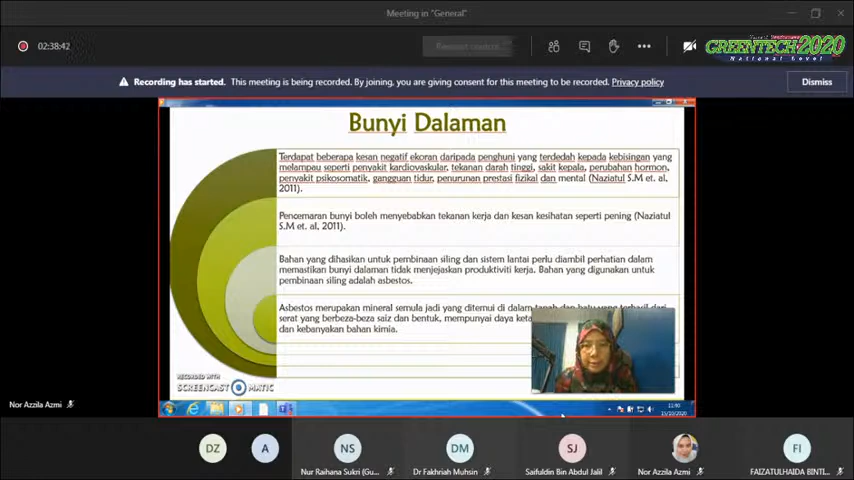 Meeting in "General"
02:38:42
GREENTECH 2020
National Level
Recording has started. This meeting is being recorded. By joining, you are giving consent for this meeting to be recorded. Privacy policy
Dismiss
Bunyi Dalaman
Terdapat beberapa kesan negatif ekoran daripada penghuni yang terdedah kepada kebisingan yang
melampau seperti penyakit kardiovaskular, tekanan darah tinggi, sakit kepala, perubahan hormon,
penyakit psikosomatik, gangguan tidur, penurunan prestasi fizikal dan mental (Naziatul S.M et. al,
2011).
Pencemaran bunyi boleh menyebabkan tekanan kerja dan kesan kesihatan seperti pening (Naziatul
S.M et. al, 2011).
Bahan yang dihasilkan untuk pembinaan siling dan sistem lantai perlu diambil perhatian dalam
memastikan bunyi dalaman tidak menjejaskan produktiviti kerja. Bahan yang digunakan untuk
pembinaan siling adalah asbestos.
Asbestos merupakan mineral semula jadi yang ditemui di dalam tanah dan batu yang terhasil dari
serat yang berbeza-beza saiz dan bentuk, mempunyai daya
dan kebanyakan bahan kimia.
RECORDED WITH
SCREENCAST MATIC
11:40
15/10/2020
Nor Azzila Azmi
DZ
A
NS
DM
SJ
FI
Nur Raihana Sukri (Gu...
Dr Fakhriah Muhsin
Saifuldin Bin Abdul Jalil
Nor Azzila Azmi
FAIZATULHAIDA BINTI...